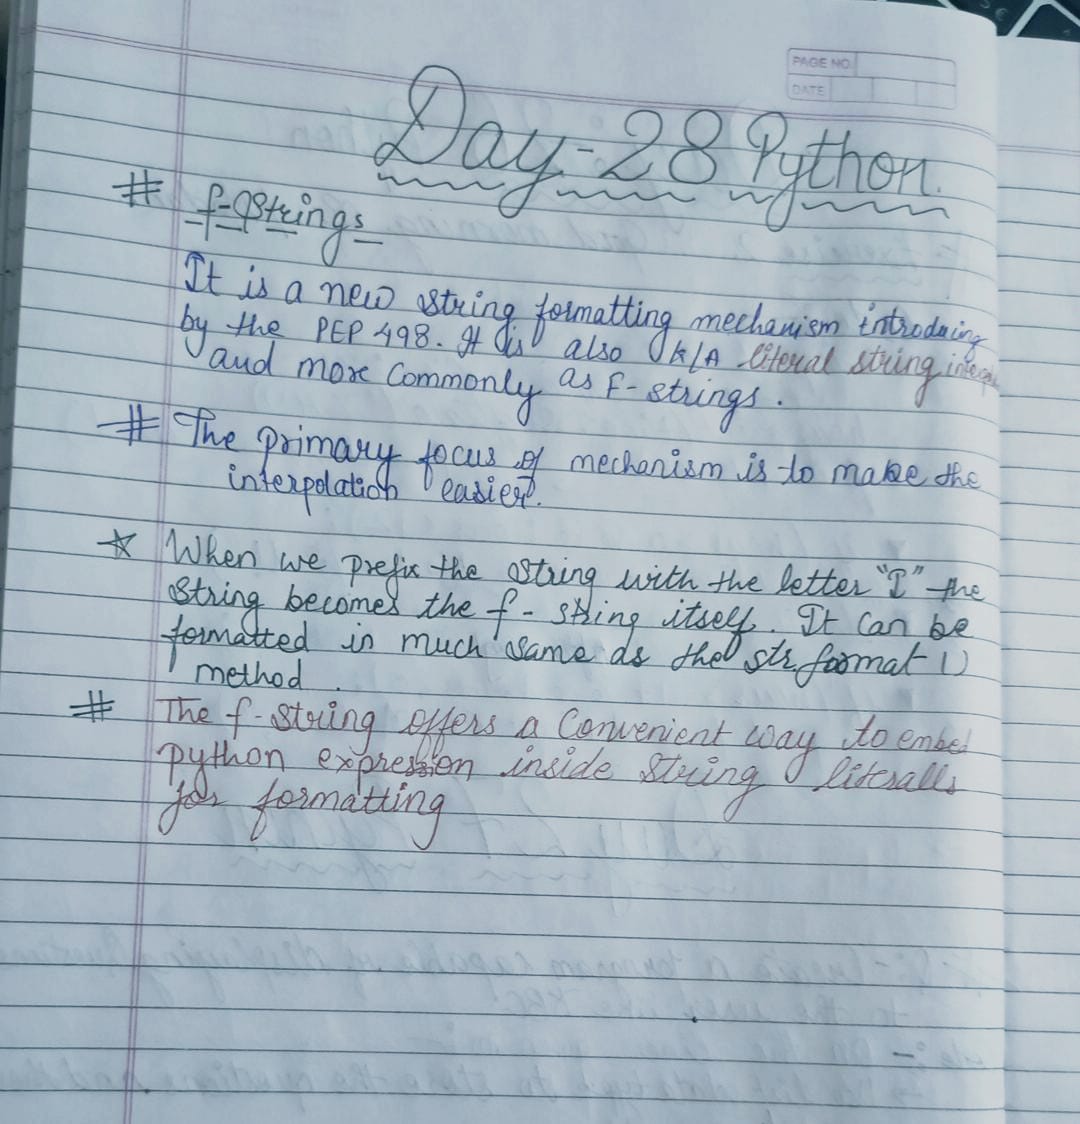 PAGE NO.
DATE
Day-28 Python.
# f-Strings
It is a new string formatting mechanism introducing
by the PEP 498. It is also k/A literal string
and more commonly as F-strings.
# The primary focus of mechanism is to make the
interpolation easier.
☆ When we prefix the string with the letter "I" the
string becomes the f-string itself. It can be
formatted in much same as the str.format ()
method.
# The f-string offers a convenient way to embed
python expression inside string literalls
for formatting